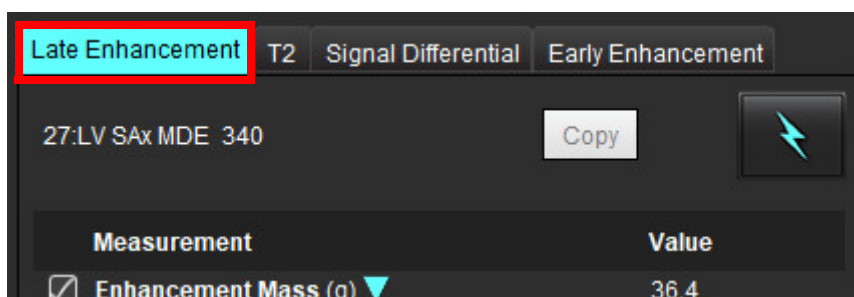 Late Enhancement T2 Signal Differential Early Enhancement
27:LV SAx MDE 340 Copy
Measurement Value
Enhancement Mass (g) 36.4